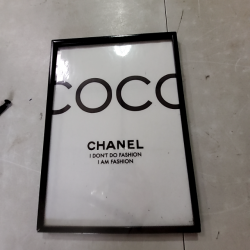 COCO
CHANEL
I DON'T DO FASHION
I AM FASHION